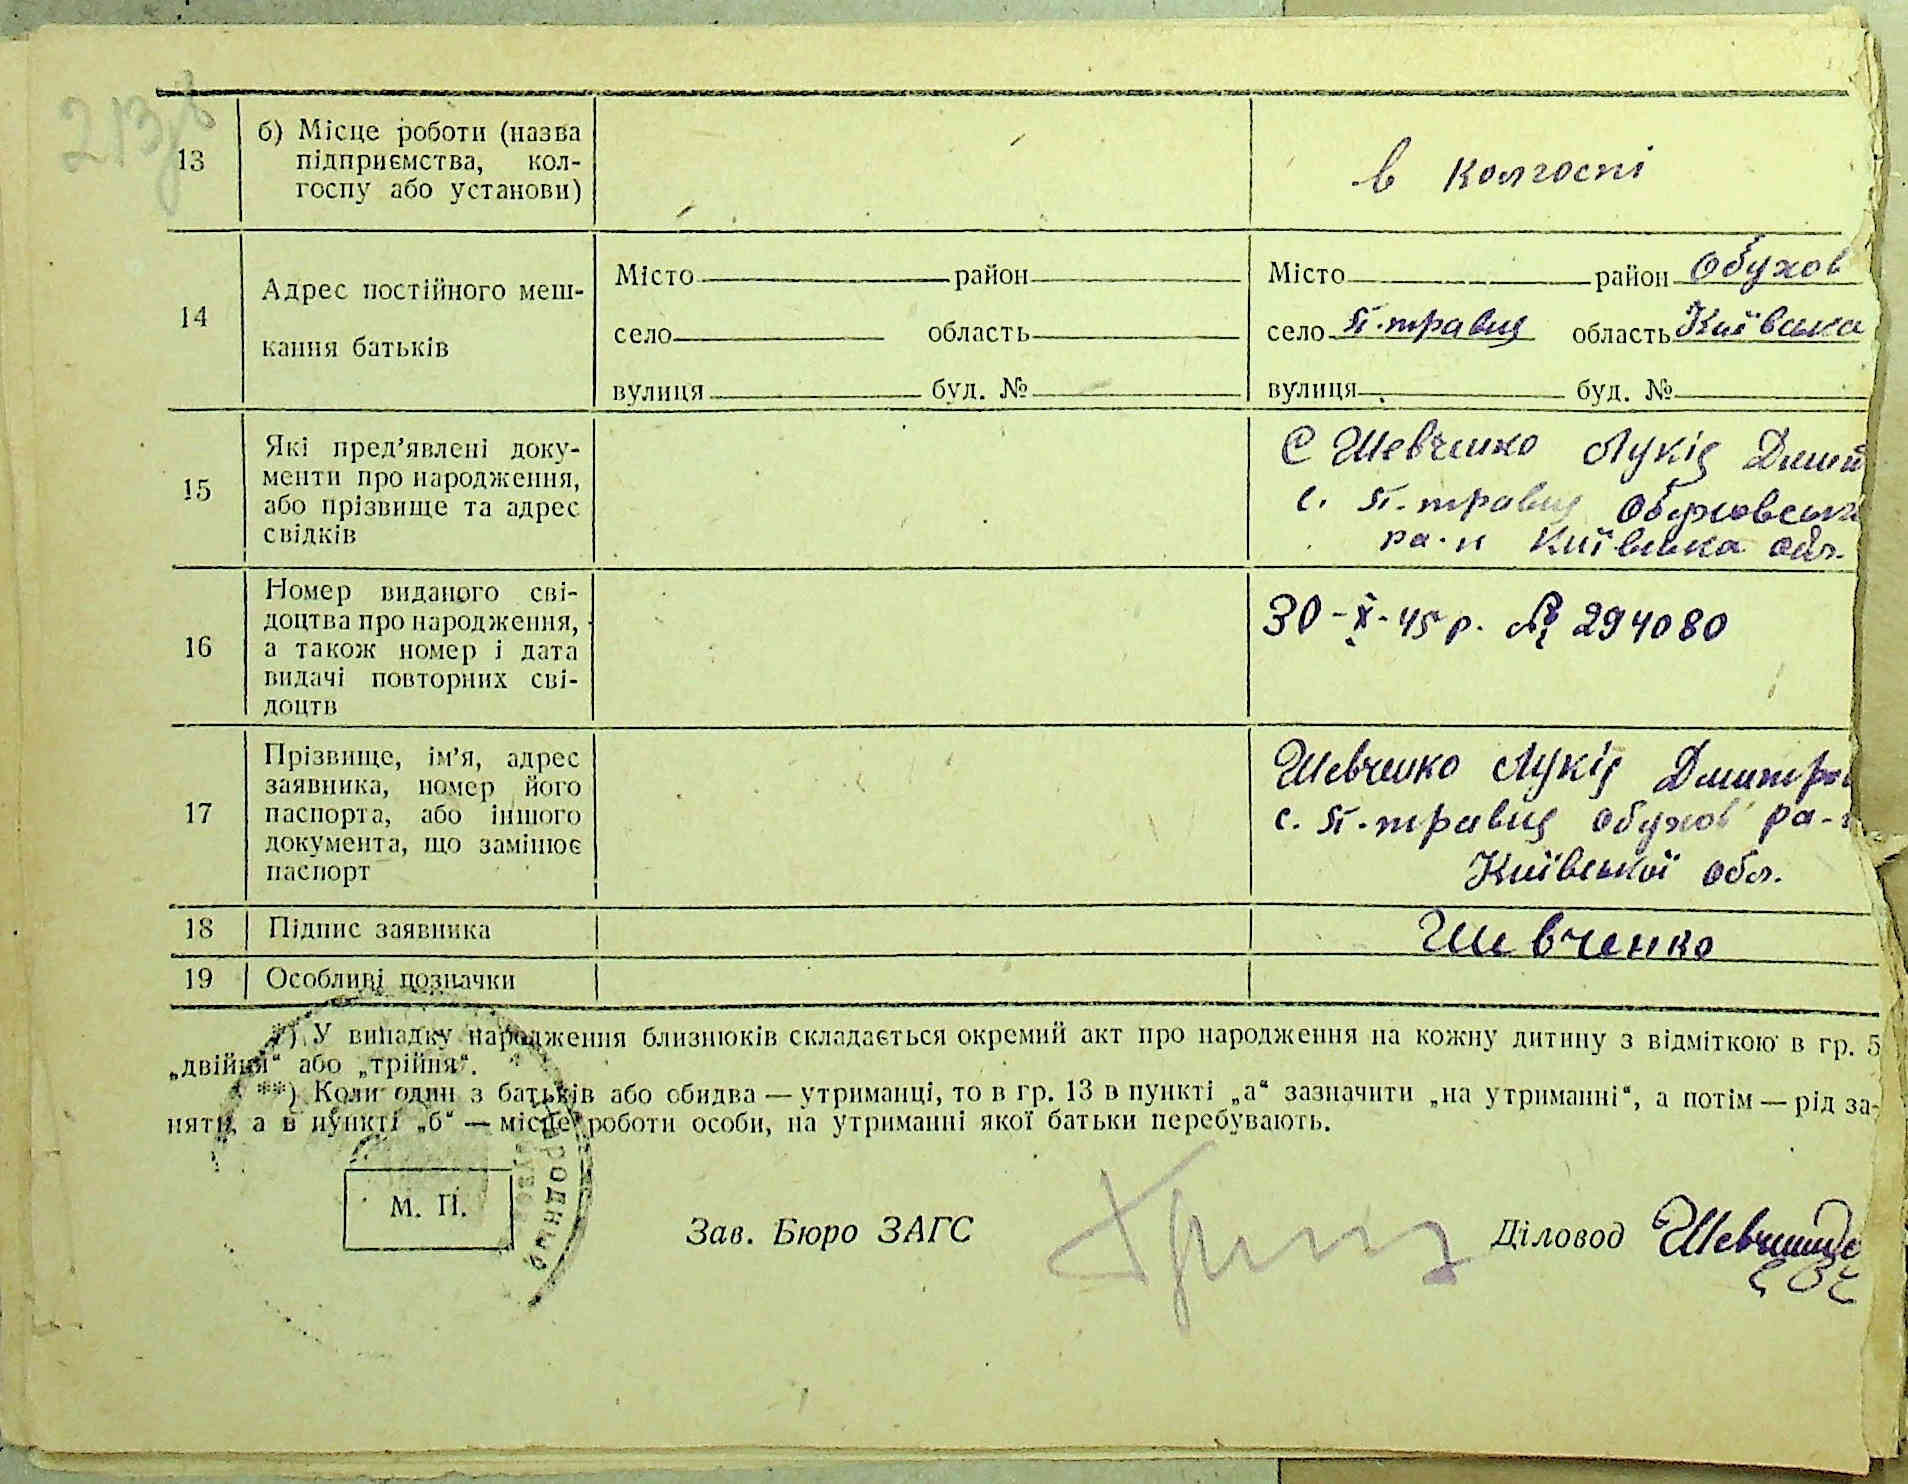 213
13
б) Місце роботи (назва
підприємства, кол-
госпу або установи)
в колгоспі
14
Адрес постійного меш-
кання батьків
Місто район
село область
вулиця буд. №
Місто район Обухов
село П.травц область Київська
вулиця буд. №
15
Які пред’явлені доку-
менти про народження,
або прізвище та адрес
свідків
С Шевченко Лукія Дмит
с. П.травц Обуховськ
ра-н Київська обл.
16
Номер виданого сві-
доцтва про народження,
а також номер і дата
видачі повторних сві-
доцтв
30-X-45 р. № 294080
17
Прізвище, ім’я, адрес
заявника, номер його
паспорта, або іншого
документа, що замінює
паспорт
Шевченко Лукія Дмитров
с. П.травц Обухов ра-н
Київської обл.
18
Підпис заявника
Шевченко
19
Особливі позначки
*) У випадку народження близнюків складається окремий акт про народження на кожну дитину з відміткою в гр. 5
„двійня“ або „трійня“.
**) Коли один з батьків або обидва — утриманці, то в гр. 13 в пункті „а“ зазначити „на утриманні“, а потім — рід за-
няття, а в пункті „б“ — місце роботи особи, на утриманні якої батьки перебувають.
М. П.
Зав. Бюро ЗАГС
Діловод